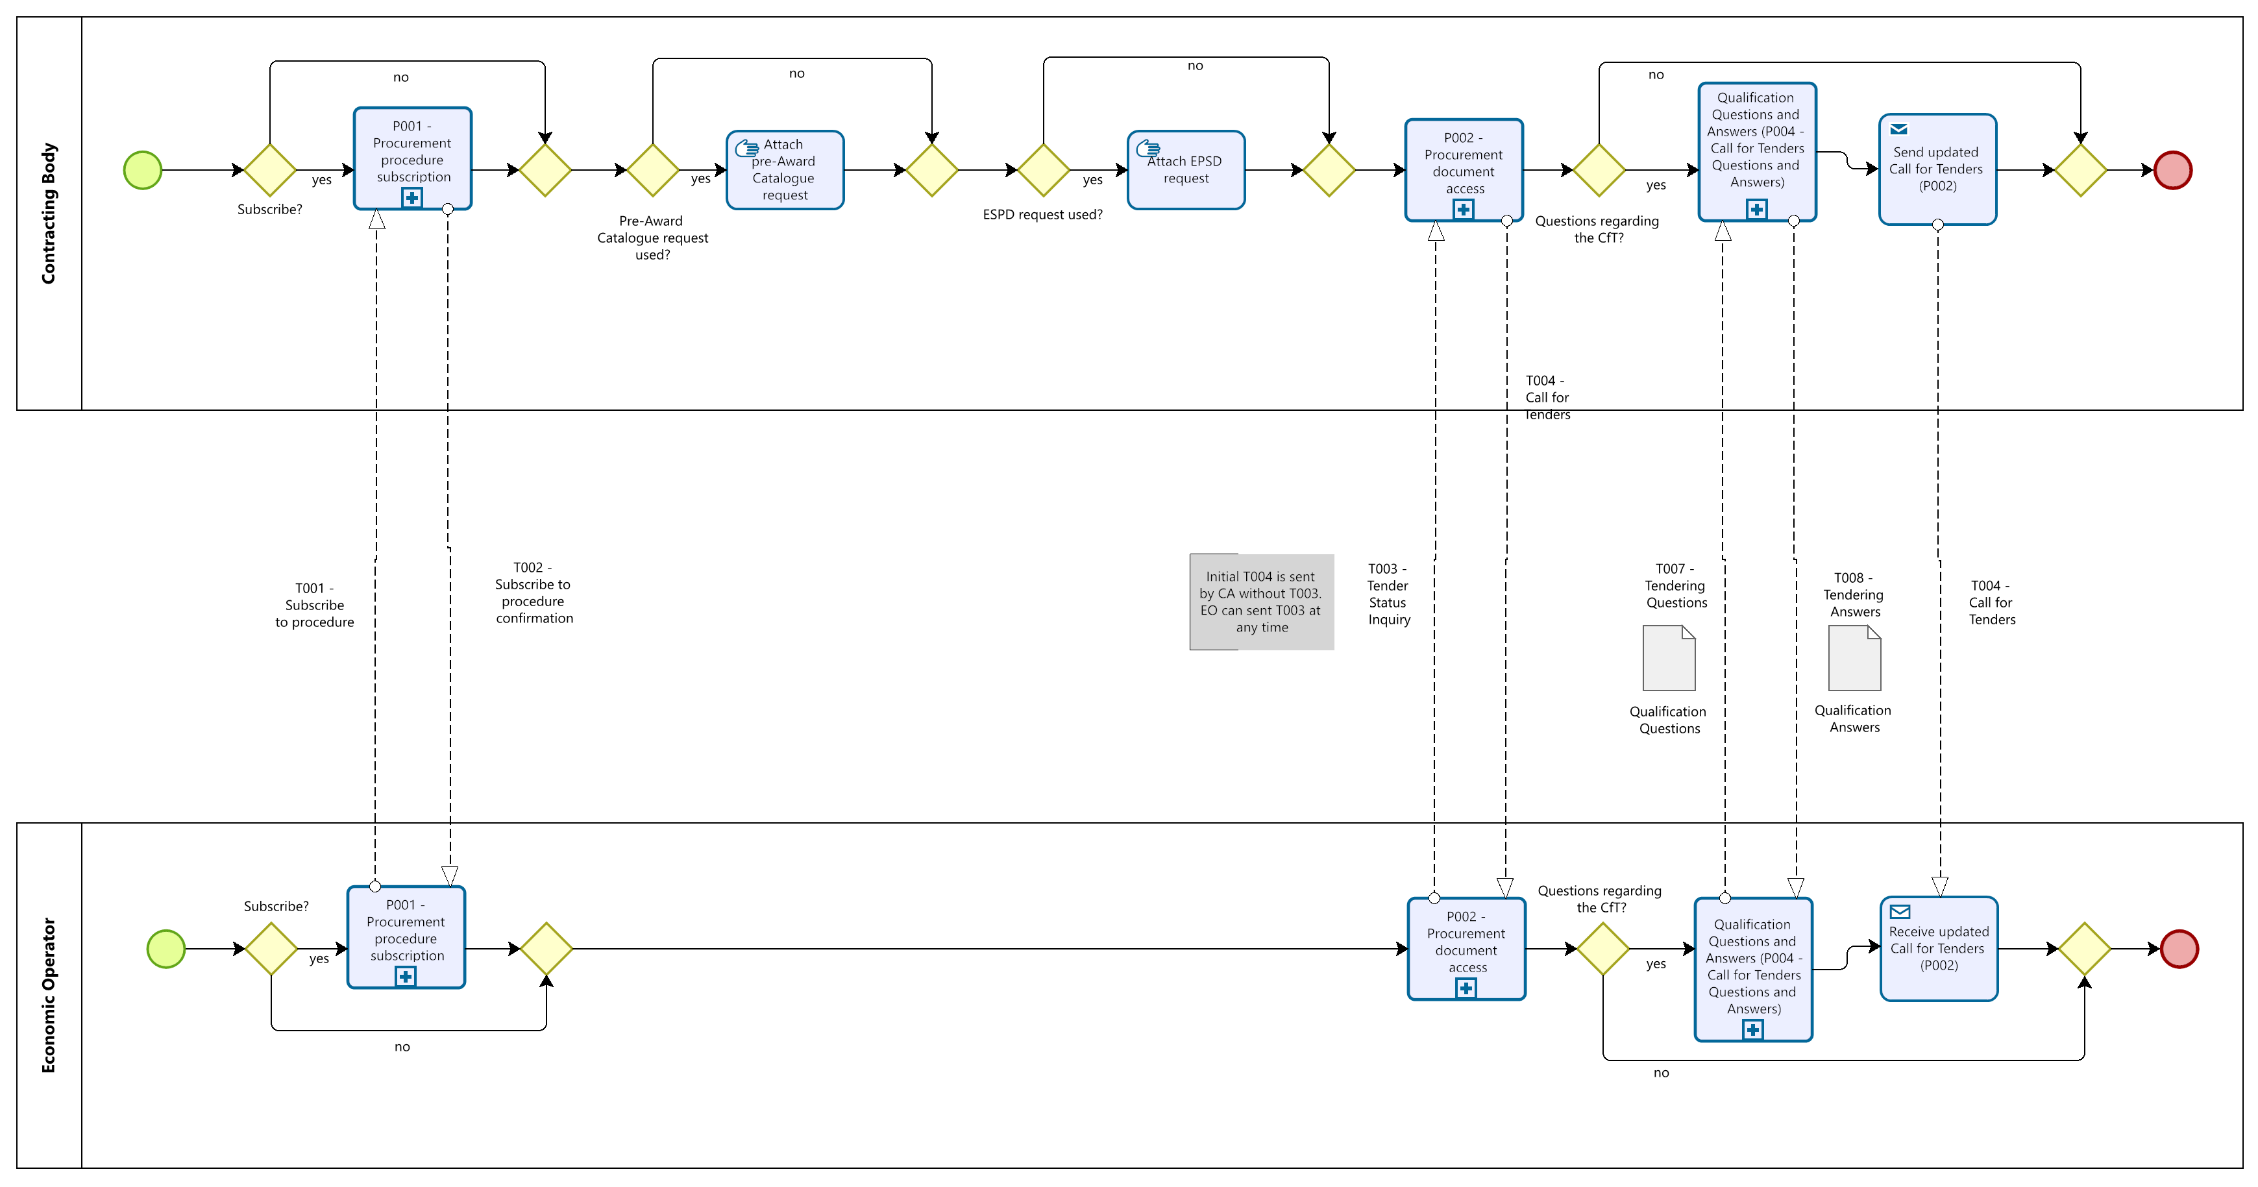 Contracting Body
no
Subscribe?
yes
P001 -
Procurement
procedure
subscription
no
Pre-Award
Catalogue request
used?
yes
Attach
pre-Award
Catalogue
request
no
ESPD request used?
yes
Attach EPSD
request
P002 -
Procurement
document
access
no
Questions regarding
the CfT?
yes
Qualification
Questions and
Answers (P004 -
Call for Tenders
Questions and
Answers)
Send updated
Call for Tenders
(P002)
T004 -
Call for
Tenders
T001 -
Subscribe
to procedure
T002 -
Subscribe to
procedure
confirmation
Initial T004 is sent
by CA without T003.
EO can sent T003 at
any time
T003 -
Tender
Status
Inquiry
T007 -
Tendering
Questions
Qualification
Questions
T008 -
Tendering
Answers
Qualification
Answers
T004 -
Call for
Tenders
Economic Operator
Subscribe?
yes
no
P001 -
Procurement
procedure
subscription
P002 -
Procurement
document
access
Questions regarding
the CfT?
yes
no
Qualification
Questions and
Answers (P004 -
Call for Tenders
Questions and
Answers)
Receive updated
Call for Tenders
(P002)